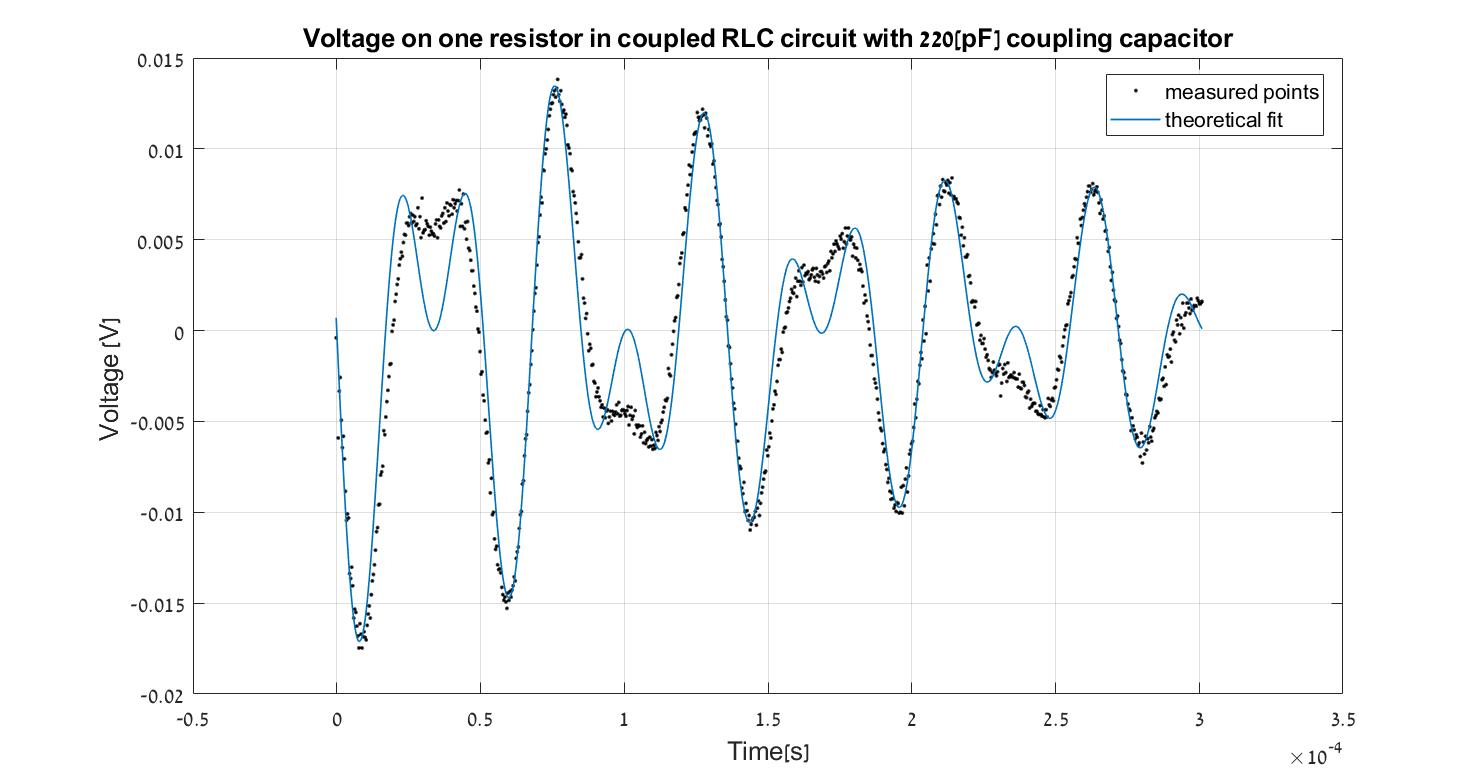 Voltage on one resistor in coupled RLC circuit with 220[pF] coupling capacitor
0.015
measured points
theoretical fit
0.01
0.005
0
Voltage [V]
-0.005
-0.01
-0.015
-0.02
-0.5 0 0.5 1 1.5 2 2.5 3 3.5
Time[s]
×10-4